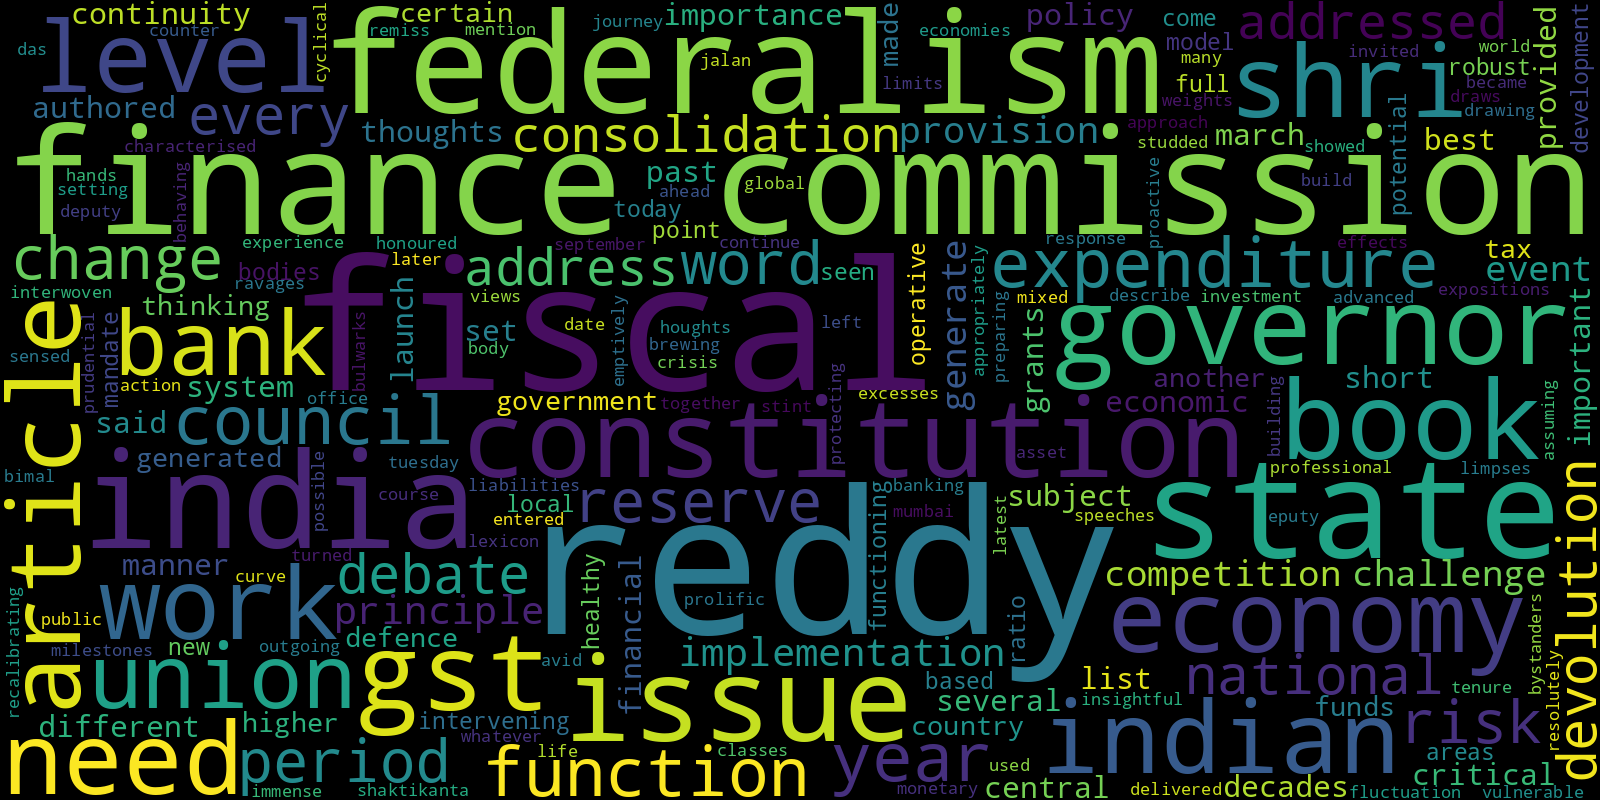 continuity
certain
journey
importance
policy
come
addressed
das
counter
cyclical
remiss
mention
made
economies
model
many
invited
world
provided
development
level
federalism
jalan
limits
full
weights
shri
robust
became
draws
drawing
authored
every
thoughts
consolidation
provision
approach
studded
march
showed
potential
best
characterised
finance commission
hands
setting
deputy
behaving
past
ahead
today
global
point
proactive
build
change
experience
honoured
later
september
continue
address
word
seen
operative
generate
response
expenditure
effects
tax
event
interwoven
bodies
ravages
thinking
launch
views
set
body
date
emptively
houghts
brewing
crisis
left
appropriately
preparing
mixed
describe
investment
advanced
expositions
article
sensed
prudential
mandate
bank
bulwarks
fiscal
grants
governor
important
action
system
office
government
together
stint
excesses
another
economic
short
said
council
protecting
constitution
building
book
assuming
generated
tuesday
asset
professional
limpses
bimal
india
possible
course
liabilities
local
reserve
functioning
banking
mumbai
latest
subject
speeches
eputy
state
devolution
entered
lexicon
turned
manner
curve
debate
reddy
competition
challenge
recalibrating
public
work
principle
healthy
financial
prolific
ratio
economy
bystanders
resolutely
milestones
new
outgoing
defence
avid
implementation
union
gst
issue
based
list
national
tenure
several
insightful
funds
different
higher
intervening
whatever
country
indian
risk
need
period
function
life
classes
year
used
areas
critical
immense
shaktikanta
monetary
central
delivered
decades
fluctuation
vulnerable